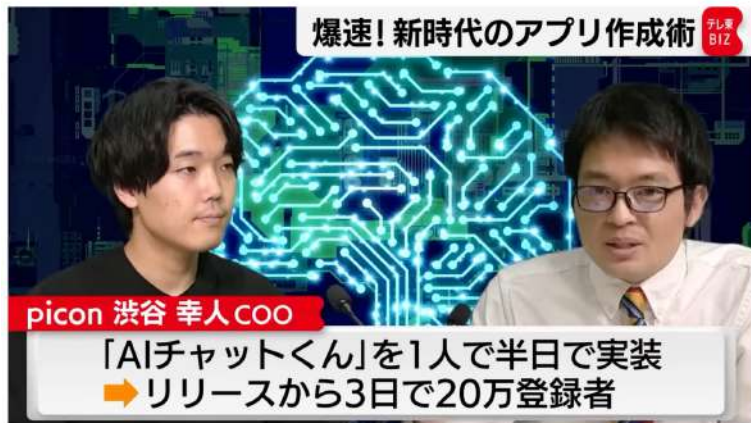 爆速!新時代のアプリ作成術
テレ東
BIZ
picon 渋谷 幸人 COO
「AIチャットくん」を1人で半日で実装
➡リリースから3日で20万登録者